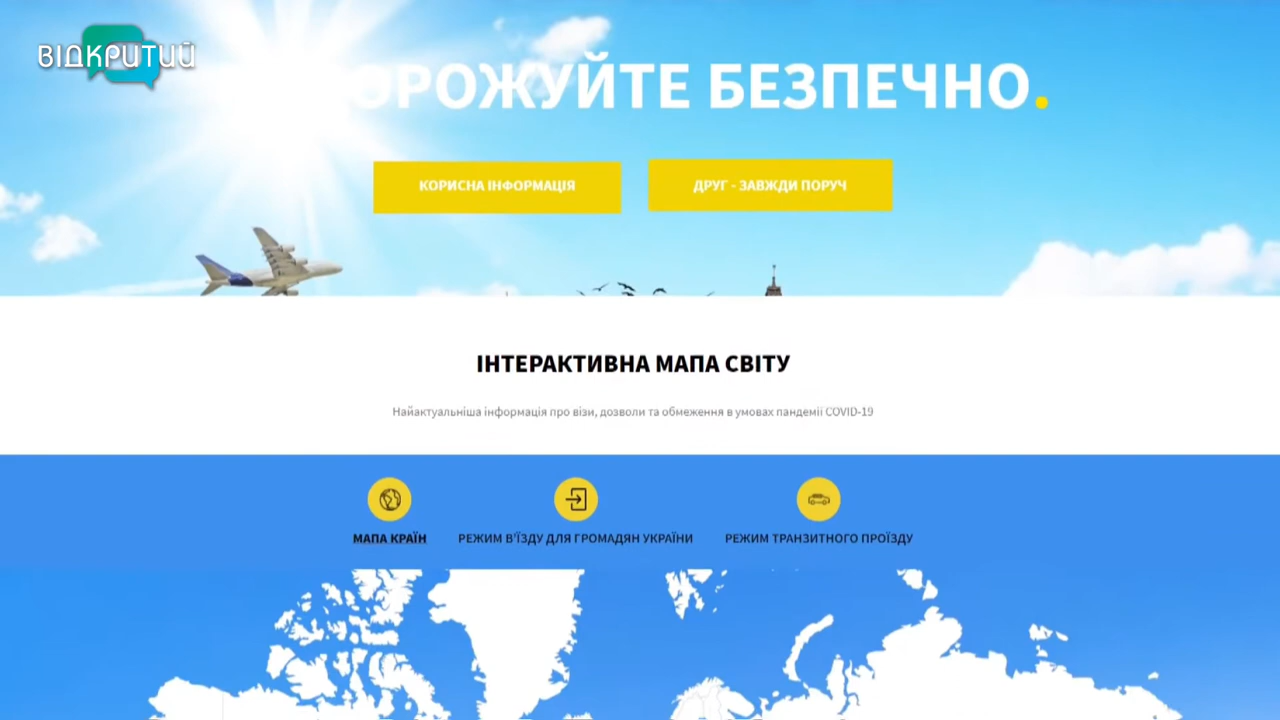 ВІДКРИТИЙ
БЕЗПЕЧНО.
КОРИСНА ІНФОРМАЦІЯ
ДРУГ - ЗАВЖДИ ПОРУЧ
ІНТЕРАКТИВНА МАПА СВІТУ
Найактуальніша інформація про візи, дозволи та обмеження в умовах пандемії COVID-19
МАПА КРАЇН
РЕЖИМ В'ЇЗДУ ДЛЯ ГРОМАДЯН УКРАЇНИ
РЕЖИМ ТРАНЗИТНОГО ПРОЇЗДУ